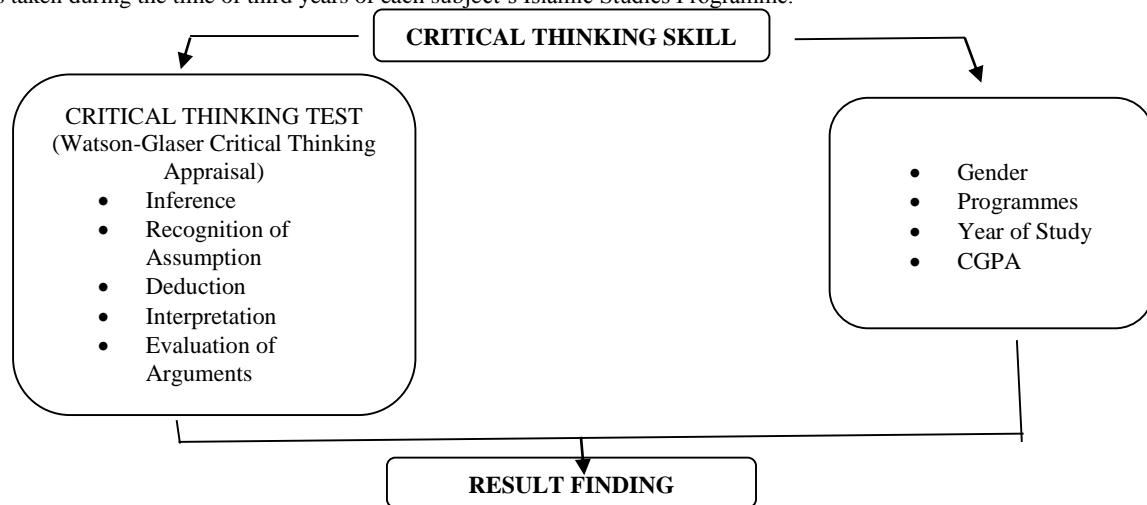 s taken during the time of third years of each subject's Islamic Studies Programme.
CRITICAL THINKING SKILL
CRITICAL THINKING TEST
(Watson-Glaser Critical Thinking
Appraisal)
• Inference
• Recognition of
Assumption
• Deduction
• Interpretation
• Evaluation of
Arguments
• Gender
• Programmes
• Year of Study
• CGPA
RESULT FINDING